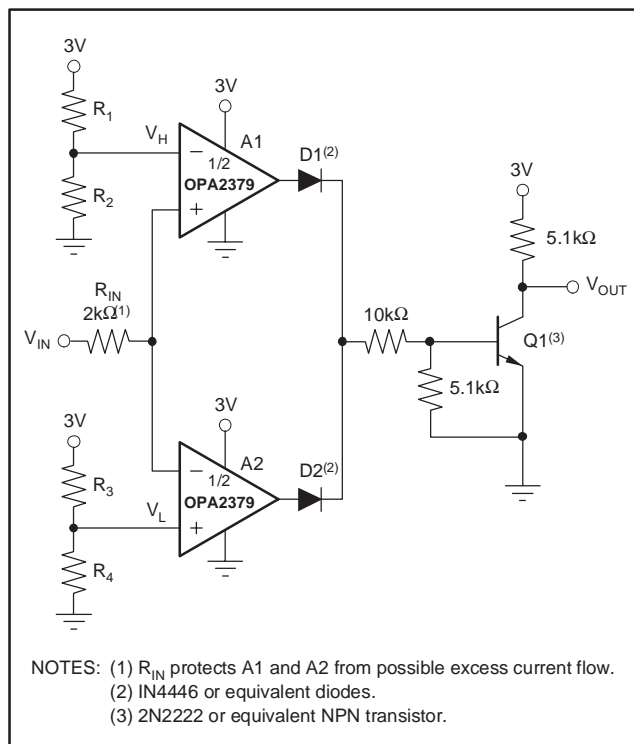 3V
R1
VH
R2
3V
A1
−
1/2
OPA2379
+
D1(2)
3V
5.1kΩ
VOUT
RIN
2kΩ(1)
VIN
10kΩ
Q1(3)
5.1kΩ
3V
R3
VL
R4
3V
A2
−
1/2
OPA2379
+
D2(2)
NOTES: (1) RIN protects A1 and A2 from possible excess current flow.
(2) IN4446 or equivalent diodes.
(3) 2N2222 or equivalent NPN transistor.